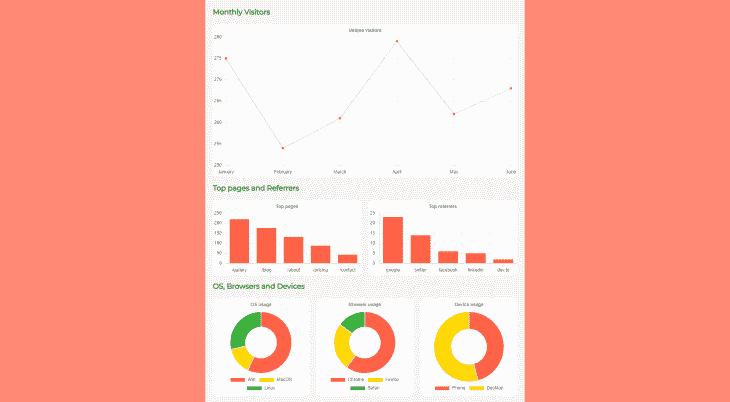 Monthly Visitors
Unique visitors
280
275
270
265
260
255
250
January February March April May June
Top pages and Referrers
Top pages
250
200
150
100
50
0
/blog /about /contact
Top referrers
25
20
15
10
5
0
google twitter facebook linkedin dev.to
OS, Browsers and Devices
OS usage
Win MacOS
Linux
Browsers usage
Chrome Firefox
Safari
Device usage
Phone Desktop